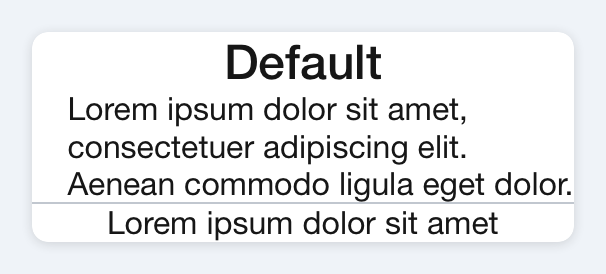 Default
Lorem ipsum dolor sit amet,
consectetuer adipiscing elit.
Aenean commodo ligula eget dolor.
Lorem ipsum dolor sit amet